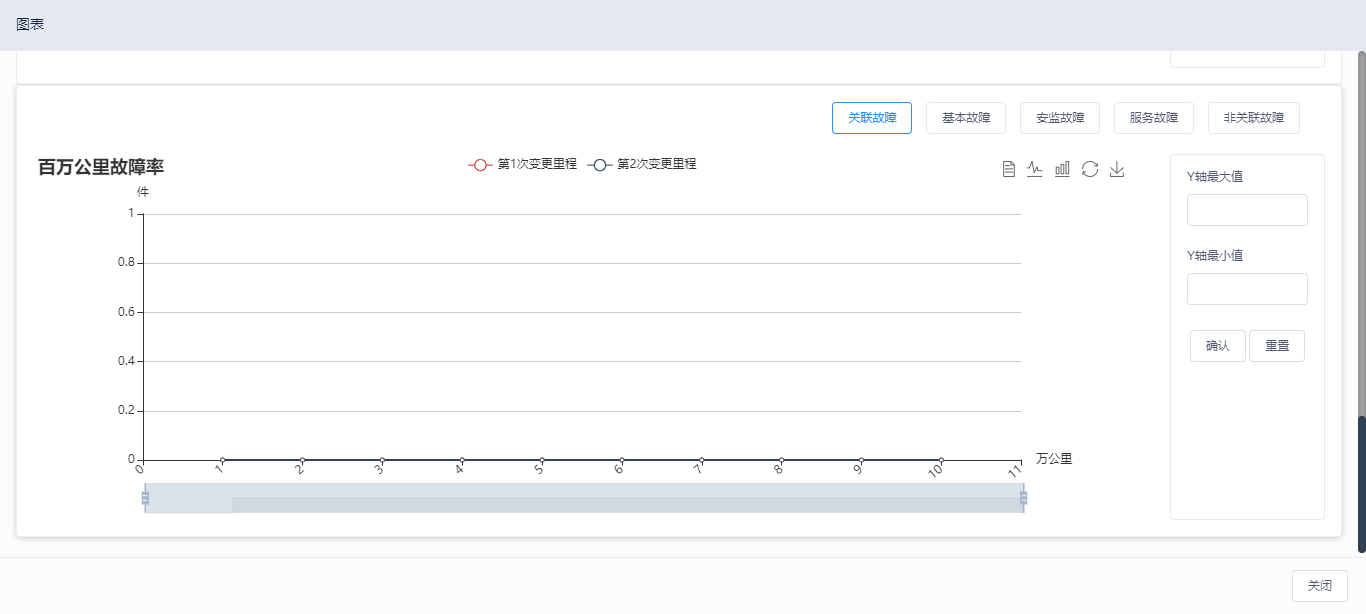 图表
关联故障 基本故障 安监故障 服务故障 非关联故障
百万公里故障率
第1次变更里程 第2次变更里程
件
1
0.8
0.6
0.4
0.2
0
0 1 2 3 4 5 6 7 8 9 10 11
万公里
Y轴最大值
Y轴最小值
确认 重置
关闭